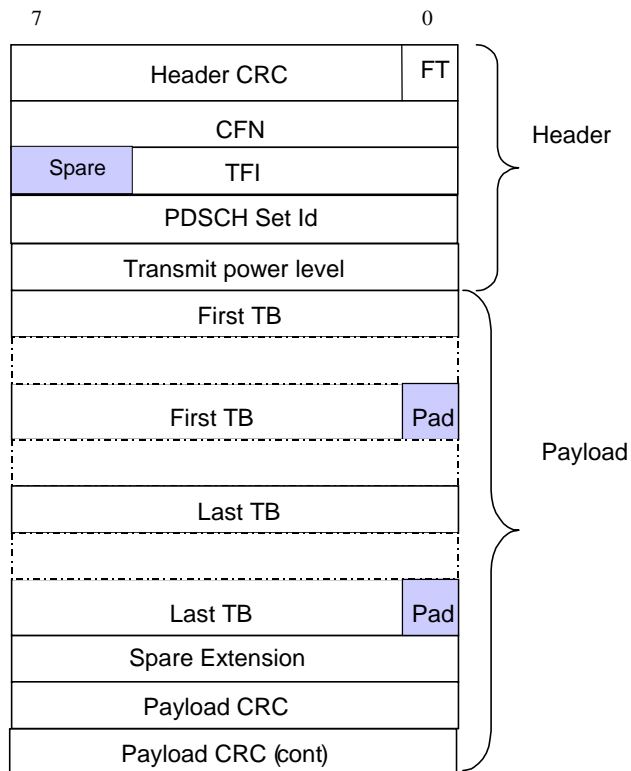 7 0
Header CRC FT
CFN
Header
Spare TFI
PDSCH Set Id
Transmit power level
First TB
First TB Pad
Payload
Last TB
Last TB Pad
Spare Extension
Payload CRC
Payload CRC (cont)